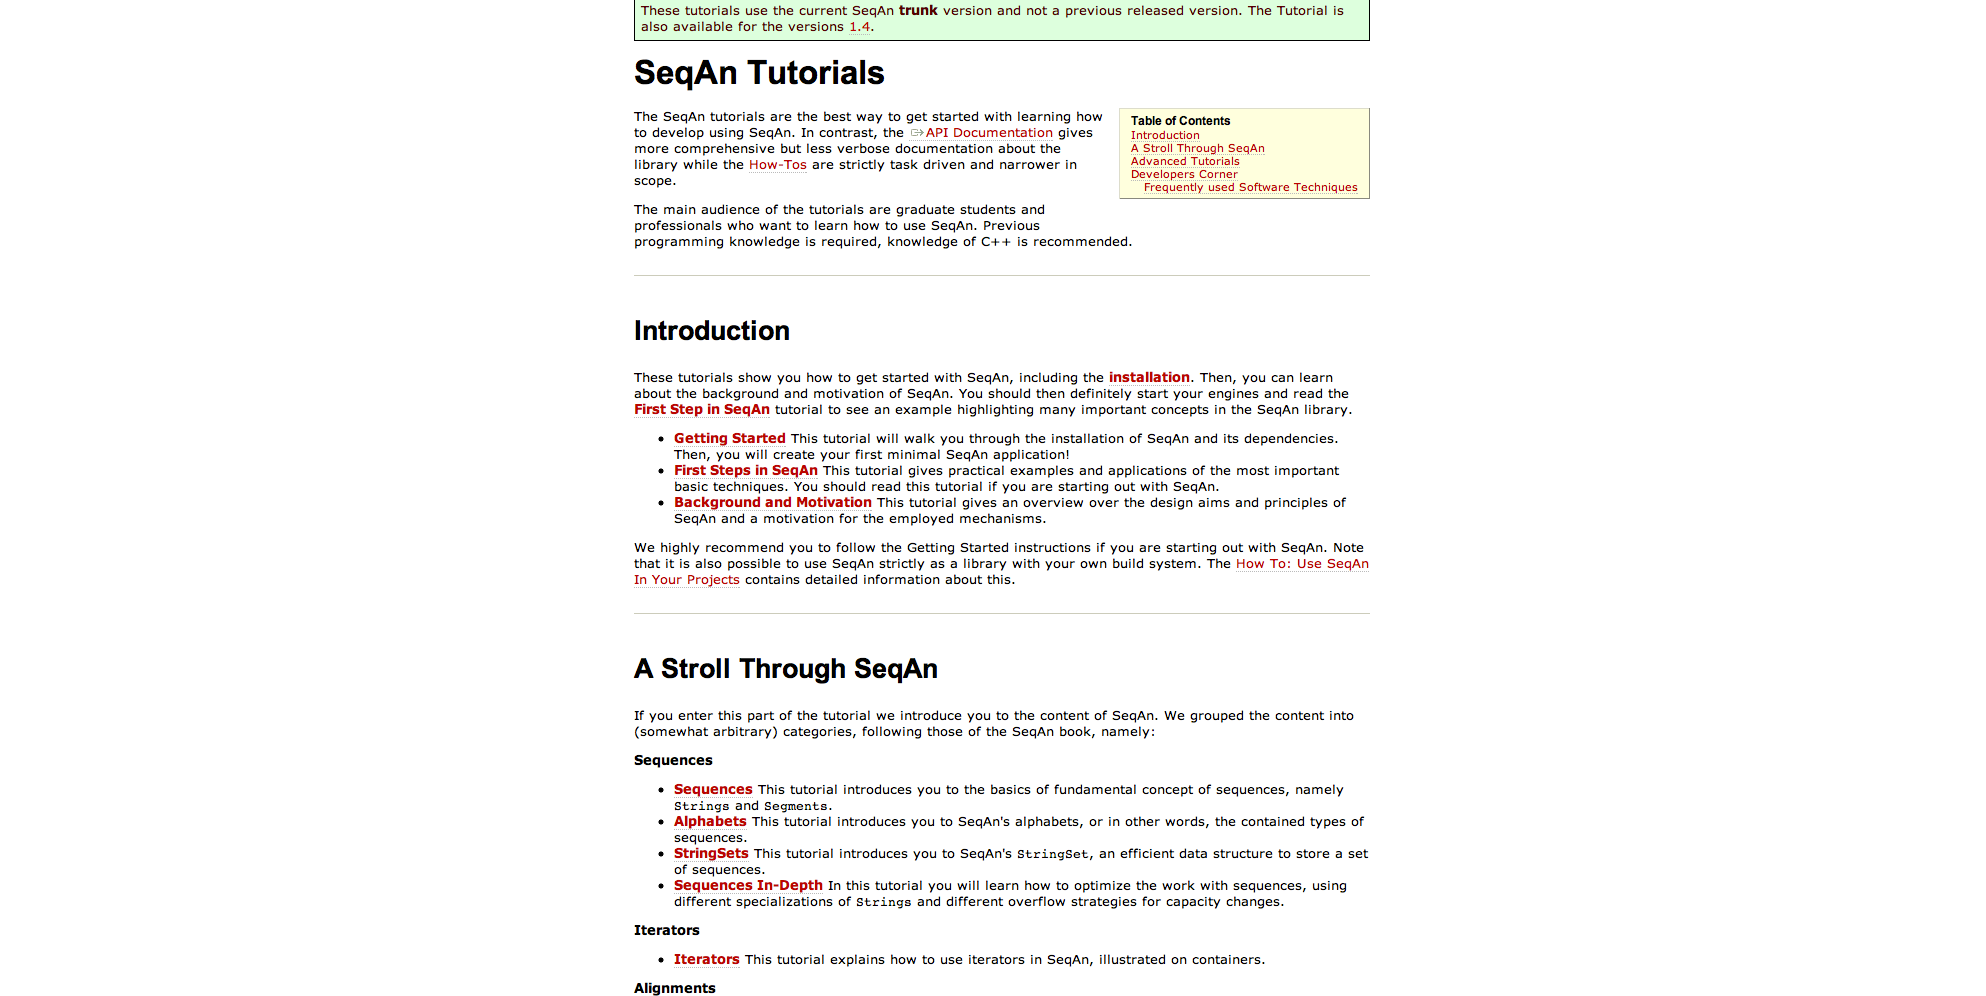 These tutorials use the current SeqAn trunk version and not a previous released version. The Tutorial is
also available for the versions 1.4.
SeqAn Tutorials
The SeqAn tutorials are the best way to get started with learning how
to develop using SeqAn. In contrast, the API Documentation gives
more comprehensive but less verbose documentation about the
library while the How-Tos are strictly task driven and narrower in
scope.
Table of Contents
Introduction
A Stroll Through SeqAn
Advanced Tutorials
Developers Corner
Frequently used Software Techniques
The main audience of the tutorials are graduate students and
professionals who want to learn how to use SeqAn. Previous
programming knowledge is required, knowledge of C++ is recommended.
Introduction
These tutorials show you how to get started with SeqAn, including the installation. Then, you can learn
about the background and motivation of SeqAn. You should then definitely start your engines and read the
First Step in SeqAn tutorial to see an example highlighting many important concepts in the SeqAn library.
• Getting Started This tutorial will walk you through the installation of SeqAn and its dependencies.
Then, you will create your first minimal SeqAn application!
• First Steps in SeqAn This tutorial gives practical examples and applications of the most important
basic techniques. You should read this tutorial if you are starting out with SeqAn.
• Background and Motivation This tutorial gives an overview over the design aims and principles of
SeqAn and a motivation for the employed mechanisms.
We highly recommend you to follow the Getting Started instructions if you are starting out with SeqAn. Note
that it is also possible to use SeqAn strictly as a library with your own build system. The How To: Use SeqAn
In Your Projects contains detailed information about this.
A Stroll Through SeqAn
If you enter this part of the tutorial we introduce you to the content of SeqAn. We grouped the content into
(somewhat arbitrary) categories, following those of the SeqAn book, namely:
Sequences
• Sequences This tutorial introduces you to the basics of fundamental concept of sequences, namely
Strings and Segments.
• Alphabets This tutorial introduces you to SeqAn's alphabets, or in other words, the contained types of
sequences.
• StringSets This tutorial introduces you to SeqAn's StringSet, an efficient data structure to store a set
of sequences.
• Sequences In-Depth In this tutorial you will learn how to optimize the work with sequences, using
different specializations of Strings and different overflow strategies for capacity changes.
Iterators
• Iterators This tutorial explains how to use iterators in SeqAn, illustrated on containers.
Alignments